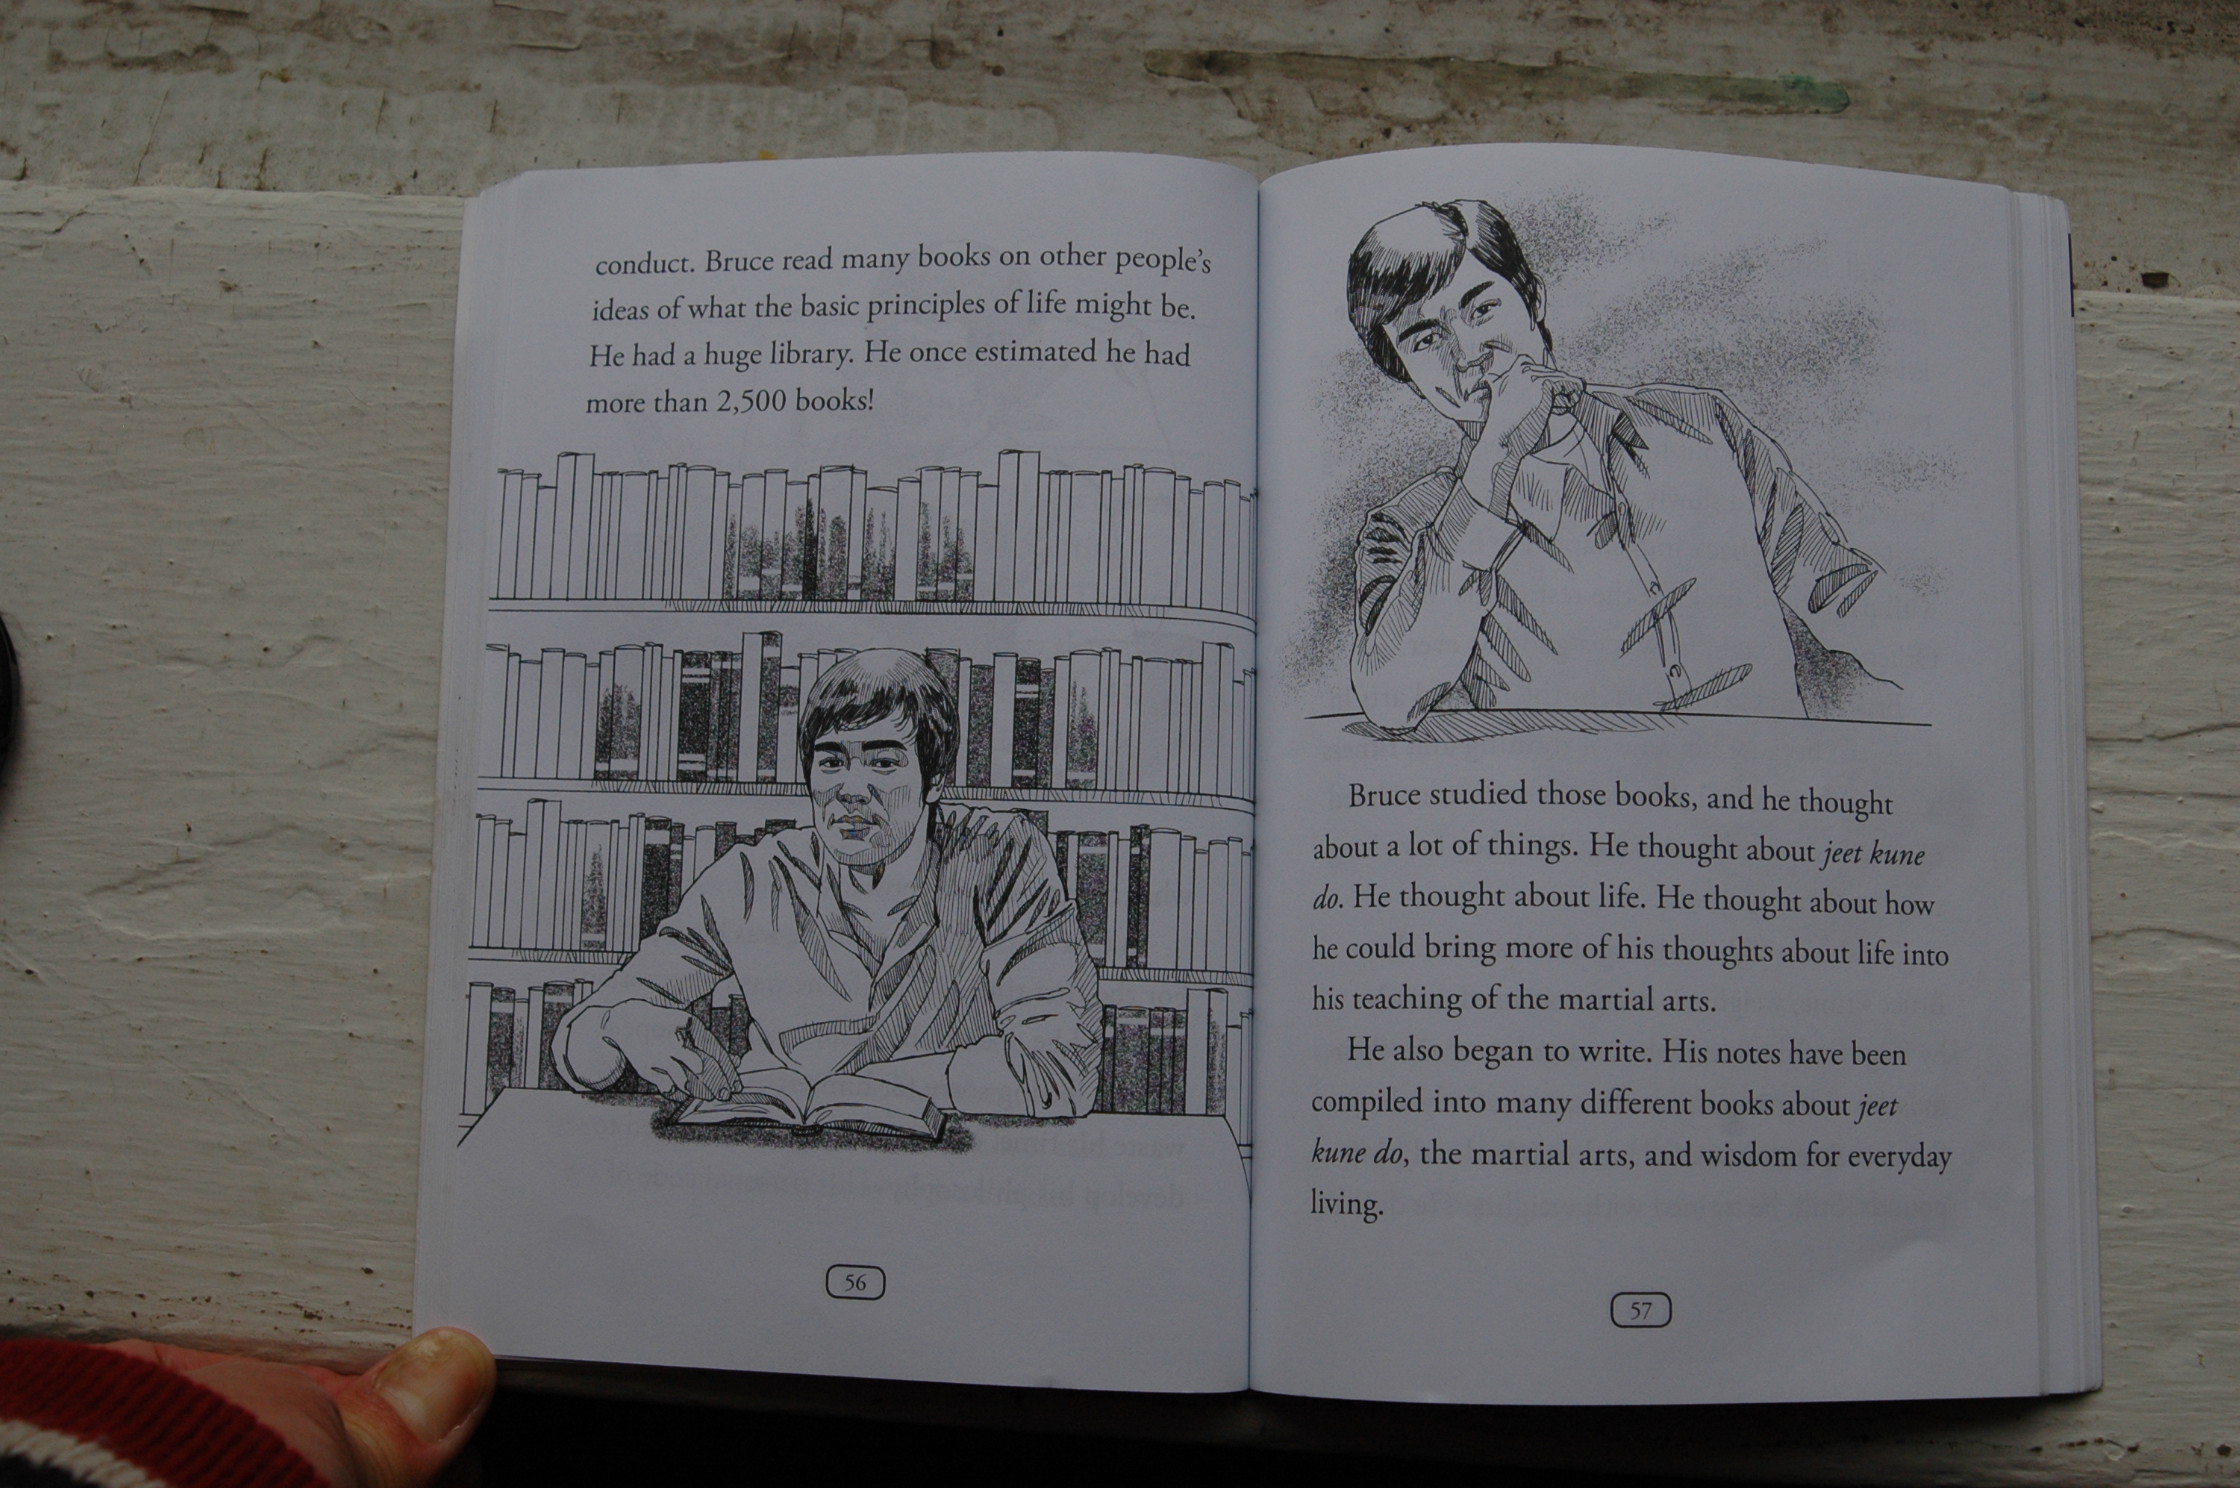 conduct. Bruce read many books on other people's
ideas of what the basic principles of life might be.
He had a huge library. He once estimated he had
more than 2,500 books!
56
Bruce studied those books, and he thought
about a lot of things. He thought about jeet kune
do. He thought about life. He thought about how
he could bring more of his thoughts about life into
his teaching of the martial arts.
He also began to write. His notes have been
compiled into many different books about jeet
kune do, the martial arts, and wisdom for everyday
living.
57